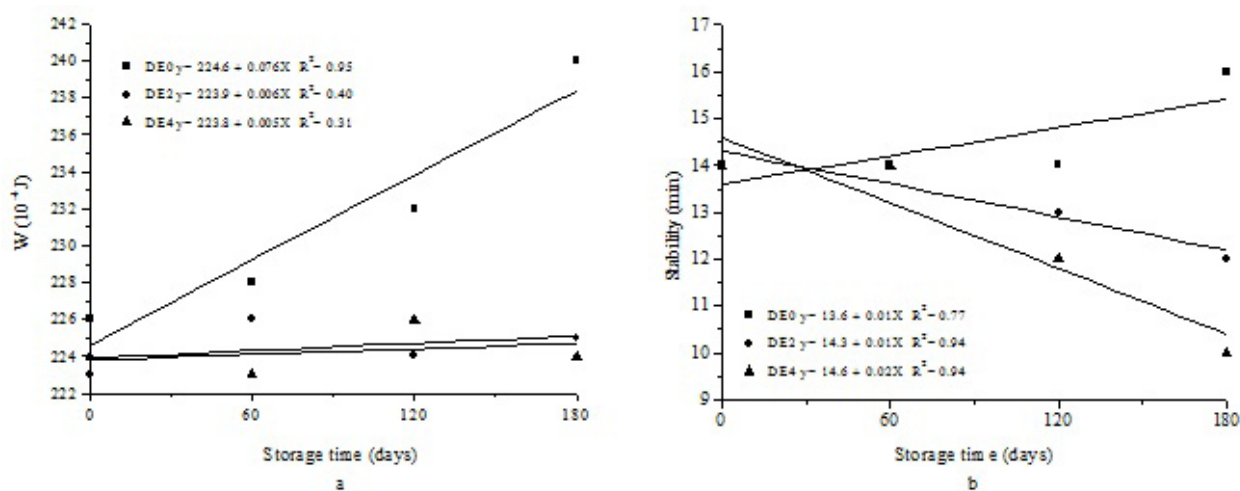 242
240
238
236
234
232
230
228
226
224
222
W (10⁻⁴ J)
DE0 y= 224.6 + 0.076X R²= 0.95
DE2 y= 223.9 + 0.006X R²= 0.40
DE4 y= 223.8 + 0.005X R²= 0.31
0 60 120 180
Storage time (days)
a
17
16
15
14
13
12
11
10
9
Stability (min)
DE0 y= 13.6 + 0.01X R²= 0.77
DE2 y= 14.3 + 0.01X R²= 0.94
DE4 y= 14.6 + 0.02X R²= 0.94
0 60 120 180
Storage time (days)
b